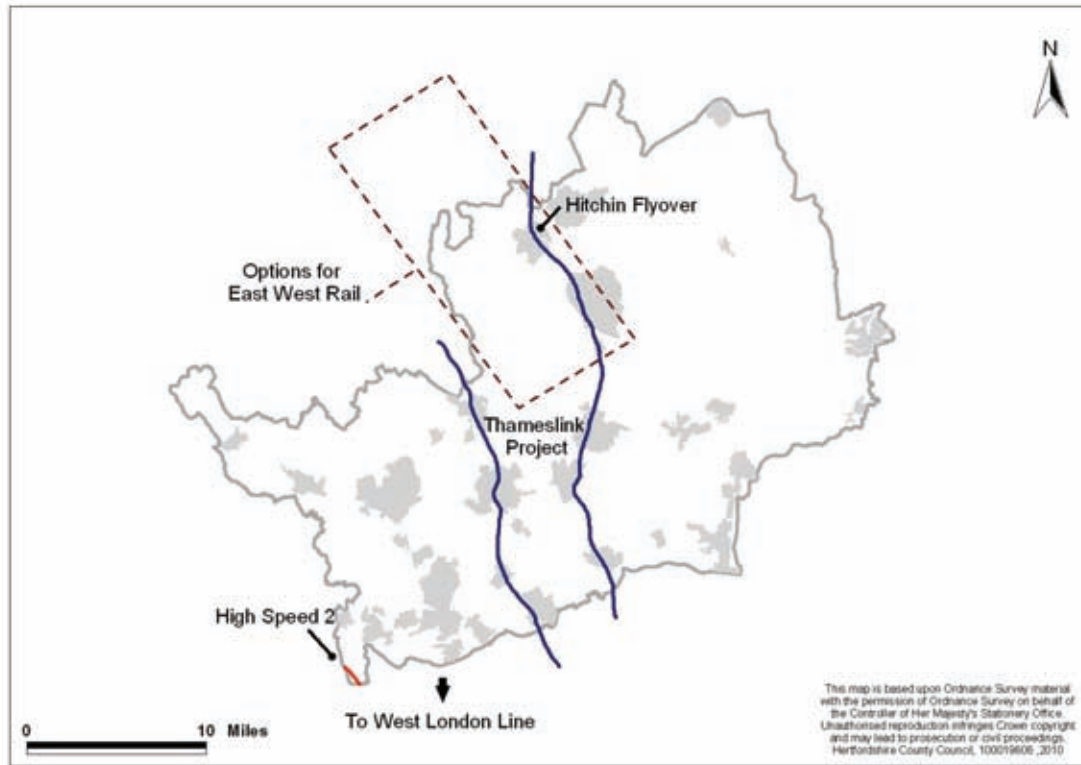 N
Hitchin Flyover
Options for
East West Rail
Thameslink
Project
High Speed 2
To West London Line
0 10 Miles
This map is based upon Ordnance Survey material
with the permission of Ordnance Survey on behalf of
the Controller of Her Majesty's Stationery Office.
Unauthorised reproduction infringes Crown copyright
and may lead to prosecution or civil proceedings.
Hertfordshire County Council, 100019606 ,2010